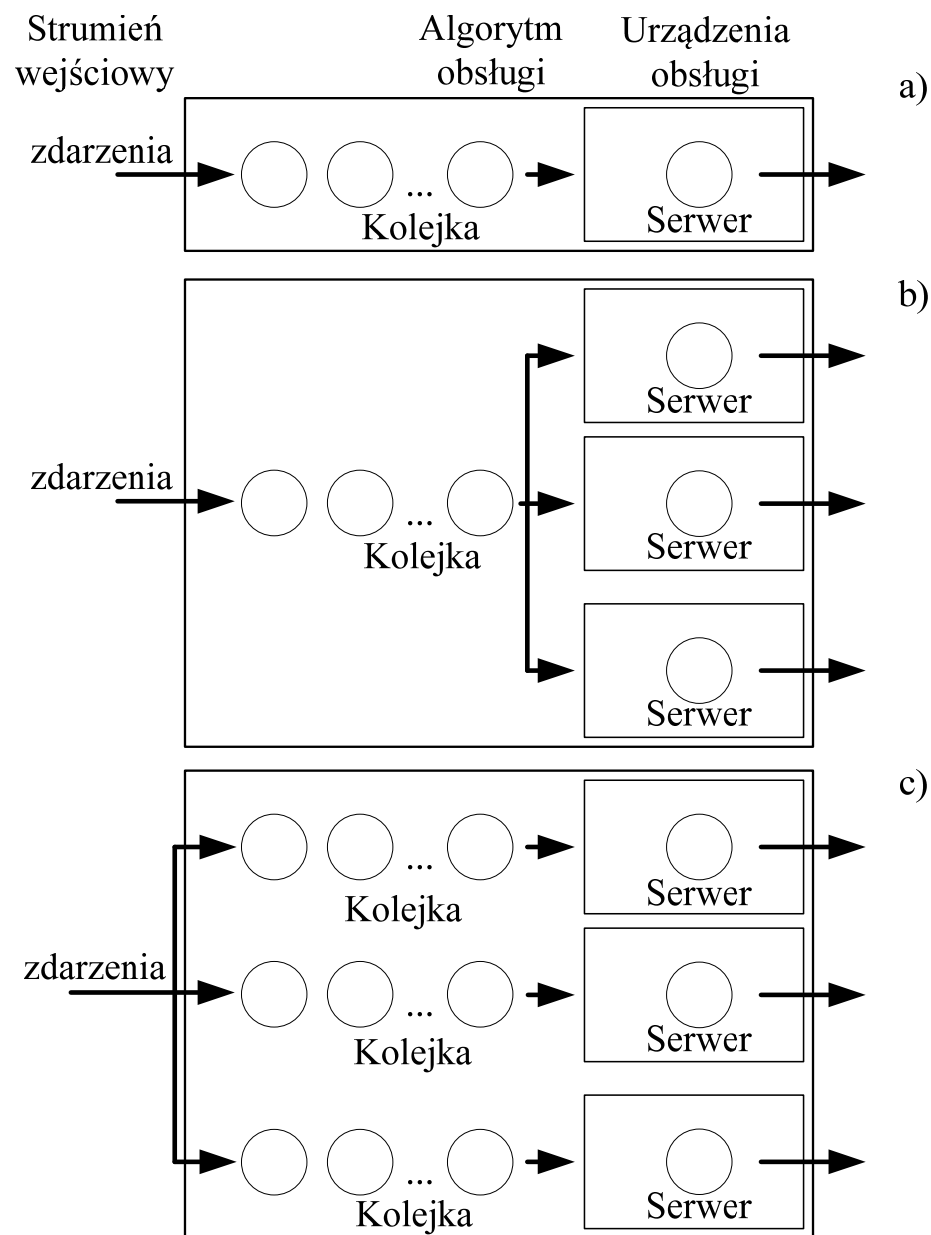 Strumień
wejściowy
Algorytm
obsługi
Urządzenia
obsługi
a)
zdarzenia
...
Kolejka
Serwer
b)
Serwer
zdarzenia
...
Kolejka
Serwer
Serwer
c)
...
Kolejka
Serwer
zdarzenia
...
Kolejka
Serwer
...
Kolejka
Serwer